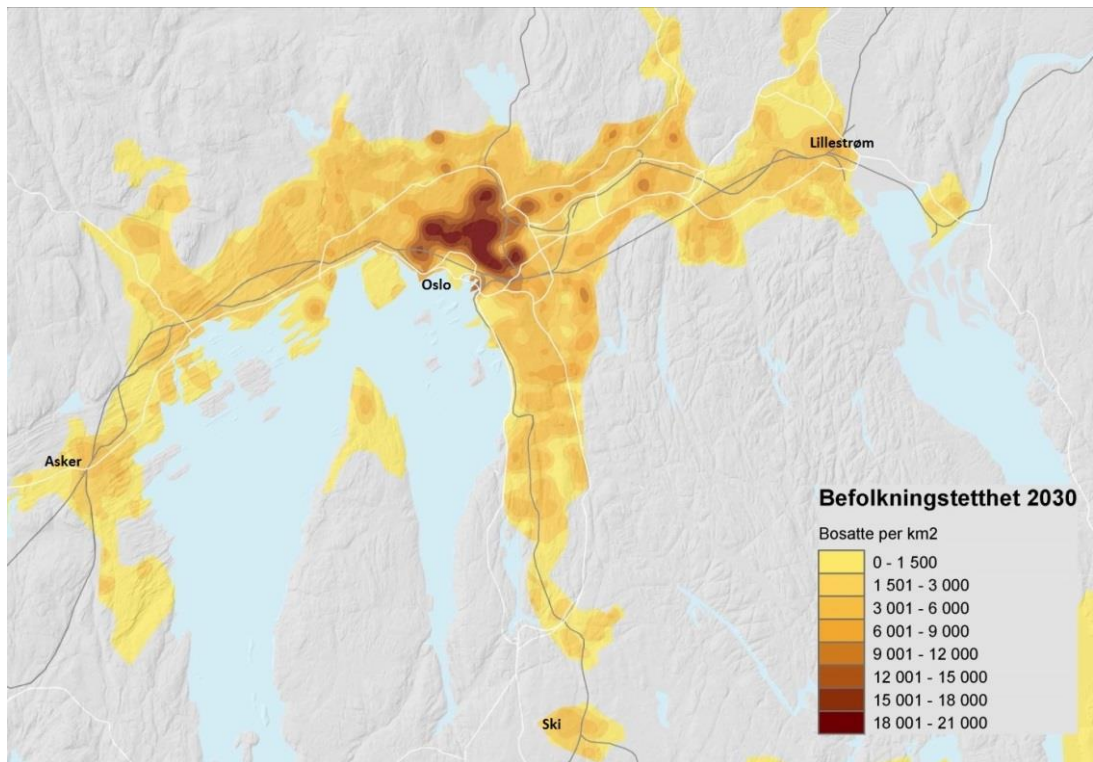 Lillestrøm
Oslo
Asker
Ski
Befolkningstetthet 2030
Bosatte per km2
0 - 1 500
1 501 - 3 000
3 001 - 6 000
6 001 - 9 000
9 001 - 12 000
12 001 - 15 000
15 001 - 18 000
18 001 - 21 000